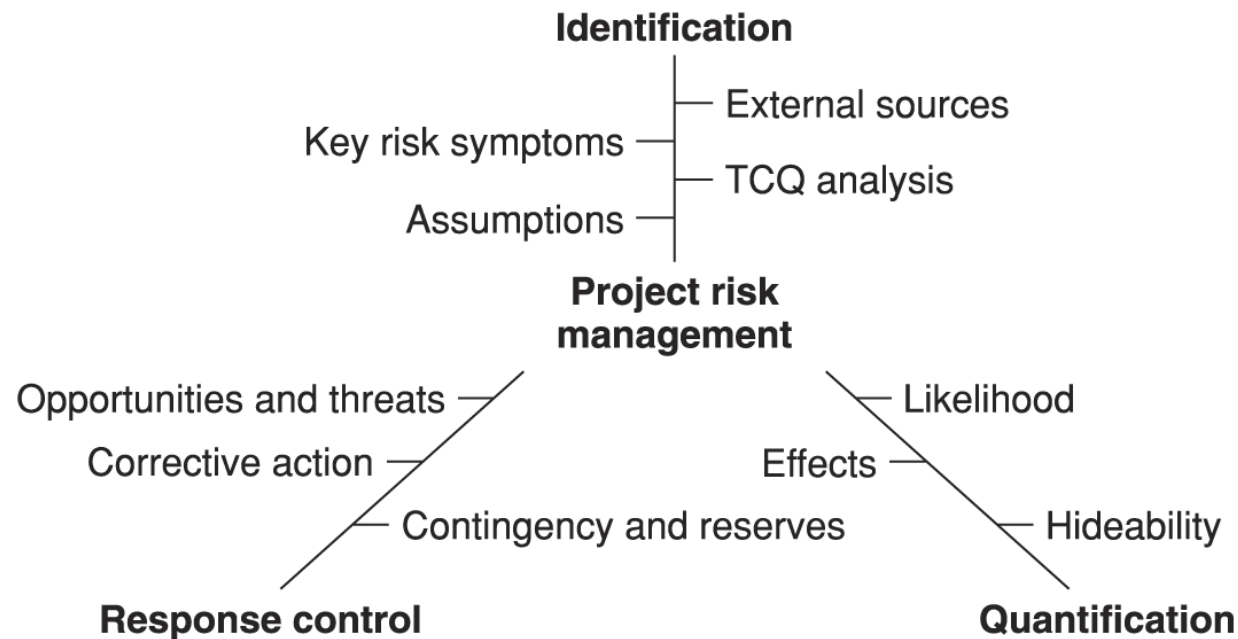 Identification
External sources
Key risk symptoms
TCQ analysis
Assumptions
Project risk
management
Opportunities and threats
Likelihood
Corrective action
Effects
Contingency and reserves
Hideability
Response control
Quantification